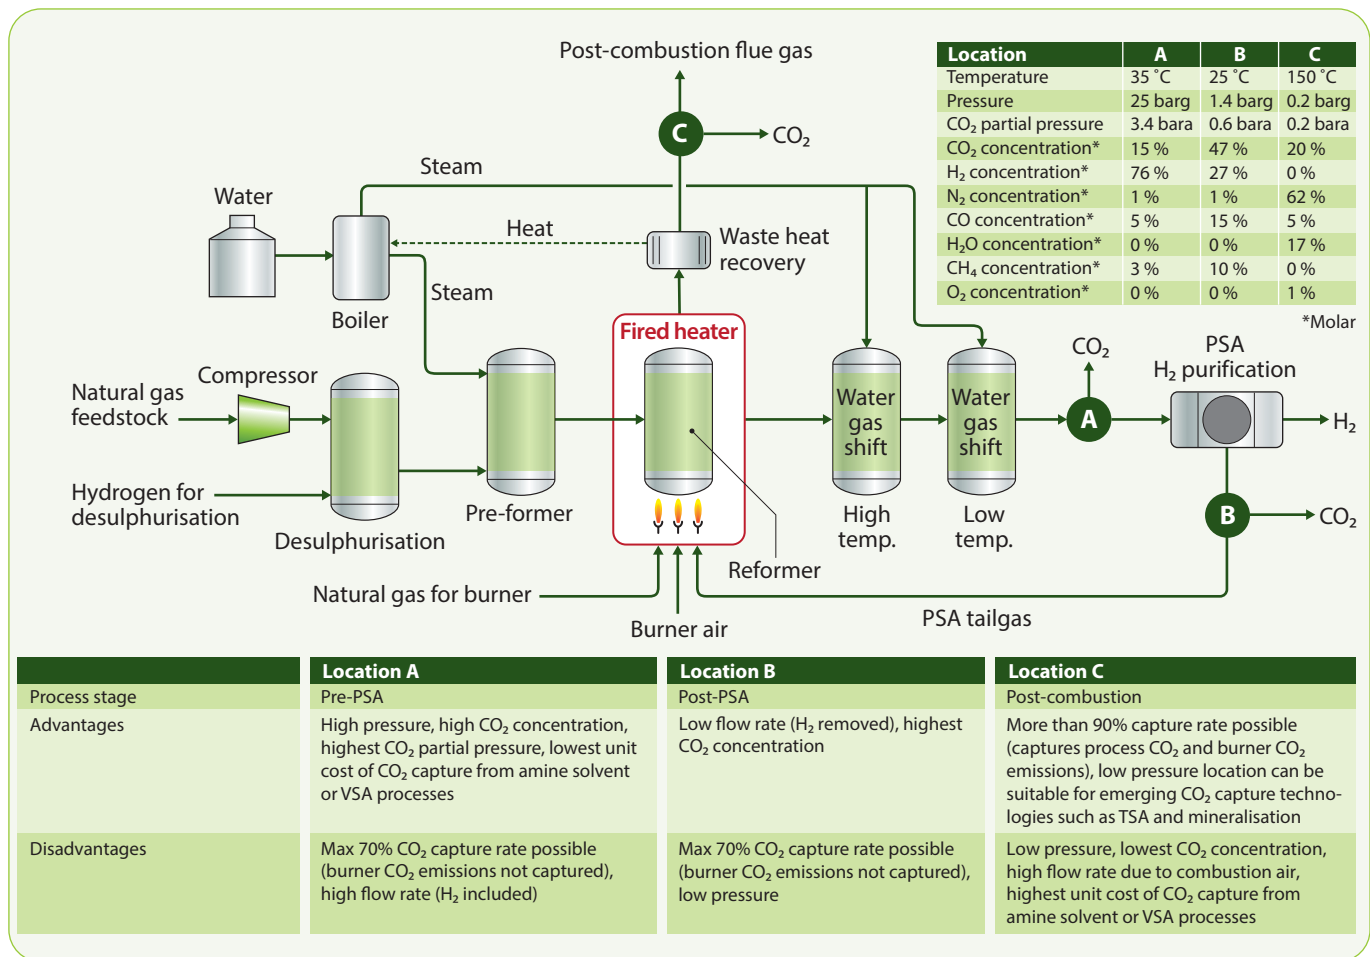 Post-combustion flue gas
C
CO₂
Steam
Water
Heat
Waste heat
recovery
Boiler
Steam
Fired heater
Location A B C
Temperature 35 ˚C 25 ˚C 150 ˚C
Pressure 25 barg 1.4 barg 0.2 barg
CO₂ partial pressure 3.4 bara 0.6 bara 0.2 bara
CO₂ concentration* 15 % 47 % 20 %
H₂ concentration* 76 % 27 % 0 %
N₂ concentration* 1 % 1 % 62 %
CO concentration* 5 % 15 % 5 %
H₂O concentration* 0 % 0 % 17 %
CH₄ concentration* 3 % 10 % 0 %
O₂ concentration* 0 % 0 % 1 %
*Molar
Natural gas
feedstock
Compressor
Hydrogen for
desulphurisation
Desulphurisation
Pre-former
Water
gas
shift
Water
gas
shift
High
temp.
Low
temp.
CO₂
A
PSA
H₂ purification
H₂
B
CO₂
Reformer
Natural gas for burner
Burner air
PSA tailgas
Location A Location B Location C
Process stage Pre-PSA Post-PSA Post-combustion
Advantages
High pressure, high CO₂ concentration,
highest CO₂ partial pressure, lowest unit
cost of CO₂ capture from amine solvent
or VSA processes
Low flow rate (H₂ removed), highest
CO₂ concentration
More than 90% capture rate possible
(captures process CO₂ and burner CO₂
emissions), low pressure location can be
suitable for emerging CO₂ capture techno-
logies such as TSA and mineralisation
Disadvantages
Max 70% CO₂ capture rate possible
(burner CO₂ emissions not captured),
high flow rate (H₂ included)
Max 70% CO₂ capture rate possible
(burner CO₂ emissions not captured),
low pressure
Low pressure, lowest CO₂ concentration,
high flow rate due to combustion air,
highest unit cost of CO₂ capture from
amine solvent or VSA processes